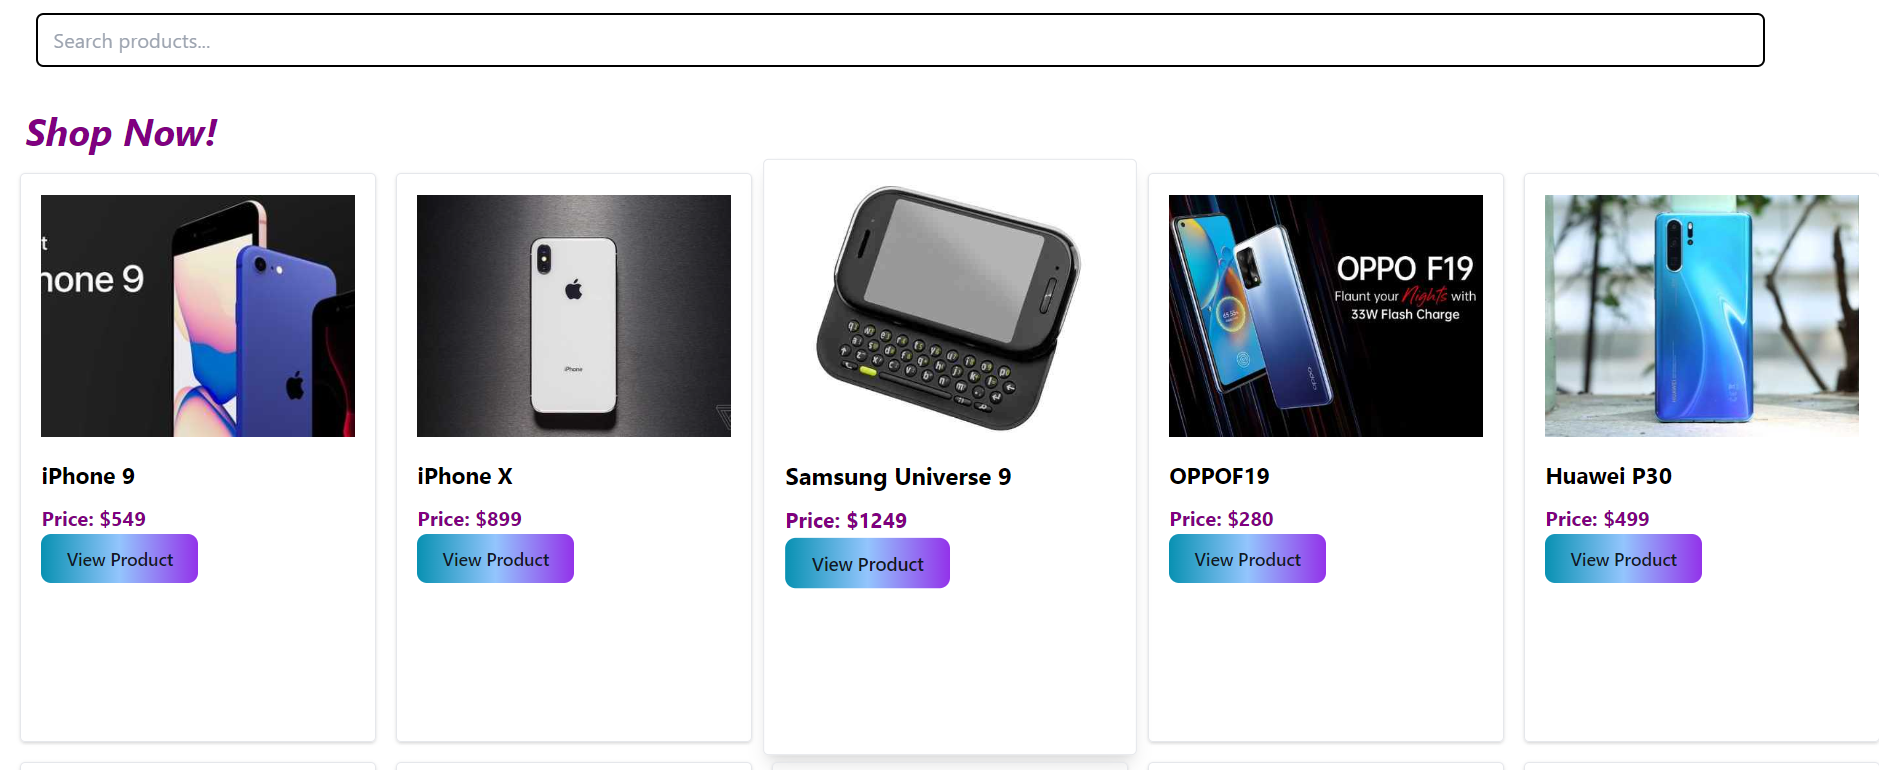 Search products...
Shop Now!
t
hone 9
iPhone 9
Price: $549
View Product
iPhone
iPhone X
Price: $899
View Product
Samsung Universe 9
Price: $1249
View Product
OPPO F19
Flaunt your Nights with
33W Flash Charge
oppo
OPPOF19
Price: $280
View Product
Huawei P30
Price: $499
View Product